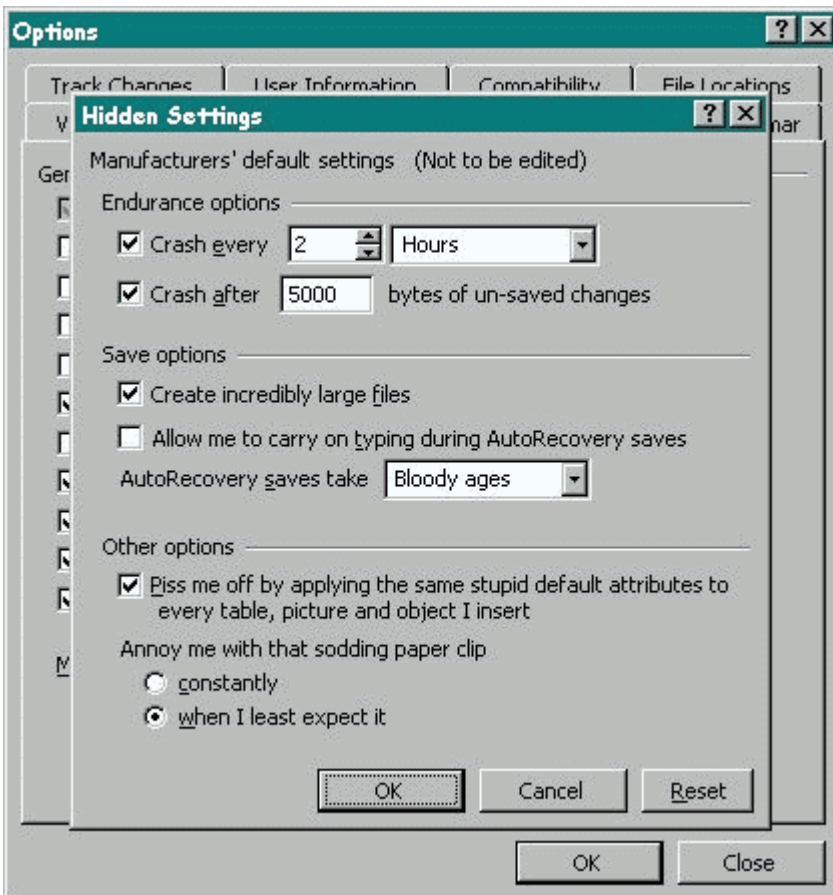 Options
Track Changes User Information Compatibility File Locations
Hidden Settings
Manufacturers' default settings (Not to be edited)
Endurance options
Crash every 2 Hours
Crash after 5000 bytes of un-saved changes
Save options
Create incredibly large files
Allow me to carry on typing during AutoRecovery saves
AutoRecovery saves take Bloody ages
Other options
Piss me off by applying the same stupid default attributes to
every table, picture and object I insert
Annoy me with that sodding paper clip
constantly
when I least expect it
OK Cancel Reset
OK Close